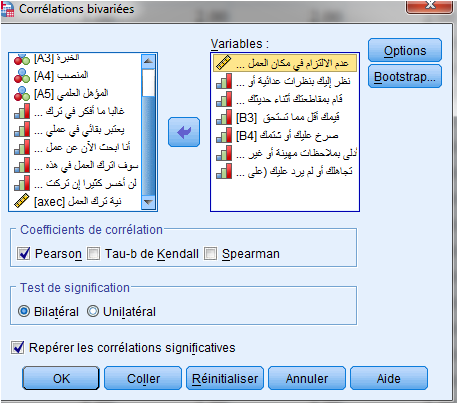 Corrélations bivariées
Variables :
الخبرة [A3]
المنصب [A4]
المؤهل العلمي [A5]
غالبا ما أفكر في ترك ...
يعتبر بقائي في عملي ...
أنا ابحث الآن عن عمل ...
سوف اترك العمل في هذه ...
لن أخسر كثيرا إن تركت ...
نية ترك العمل [axec]
عدم الالتزام في مكان العمل ...
نظر إليك بنظرات عدائية أو ...
قام بمقاطعتك أثناء حديثك ...
قيمك أقل مما تستحق [B3]
صرخ عليك أو شتمك [B4]
أدلى بملاحظات مهينة أو غير ...
تجاهلك أو لم يرد عليك (على ...
Options
Bootstrap...
Coefficients de corrélation
Pearson Tau-b de Kendall Spearman
Test de signification
Bilatéral Unilatéral
Repérer les corrélations significatives
OK Coller Réinitialiser Annuler Aide